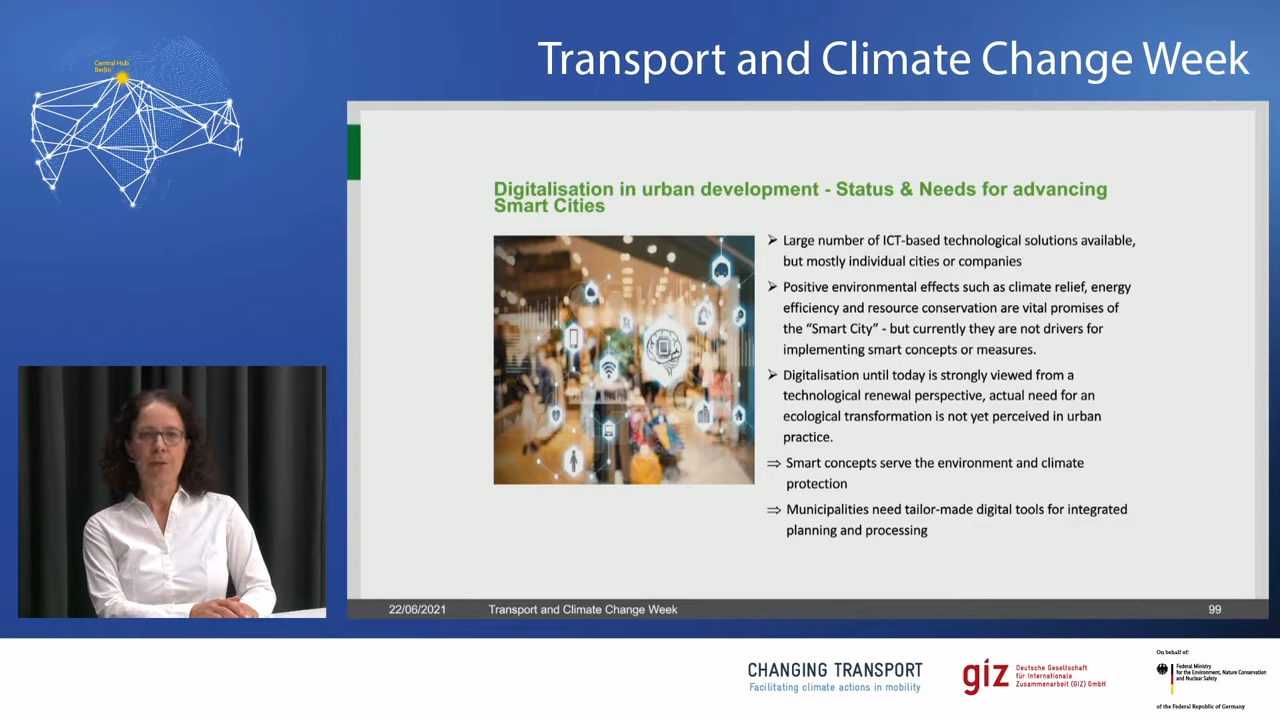 Central Hub
Berlin
Transport and Climate Change Week
Digitalisation in urban development - Status & Needs for advancing
Smart Cities
Large number of ICT-based technological solutions available,
but mostly individual cities or companies
Positive environmental effects such as climate relief, energy
efficiency and resource conservation are vital promises of
the “Smart City” - but currently they are not drivers for
implementing smart concepts or measures.
Digitalisation until today is strongly viewed from a
technological renewal perspective, actual need for an
ecological transformation is not yet perceived in urban
practice.
⇒ Smart concepts serve the environment and climate
protection
⇒ Municipalities need tailor-made digital tools for integrated
planning and processing
22/06/2021 Transport and Climate Change Week 99
CHANGING TRANSPORT
Facilitating climate actions in mobility
giz
Deutsche Gesellschaft
für Internationale
Zusammenarbeit (GIZ) GmbH
On behalf of:
Federal Ministry
for the Environment, Nature Conservation
and Nuclear Safety
of the Federal Republic of Germany